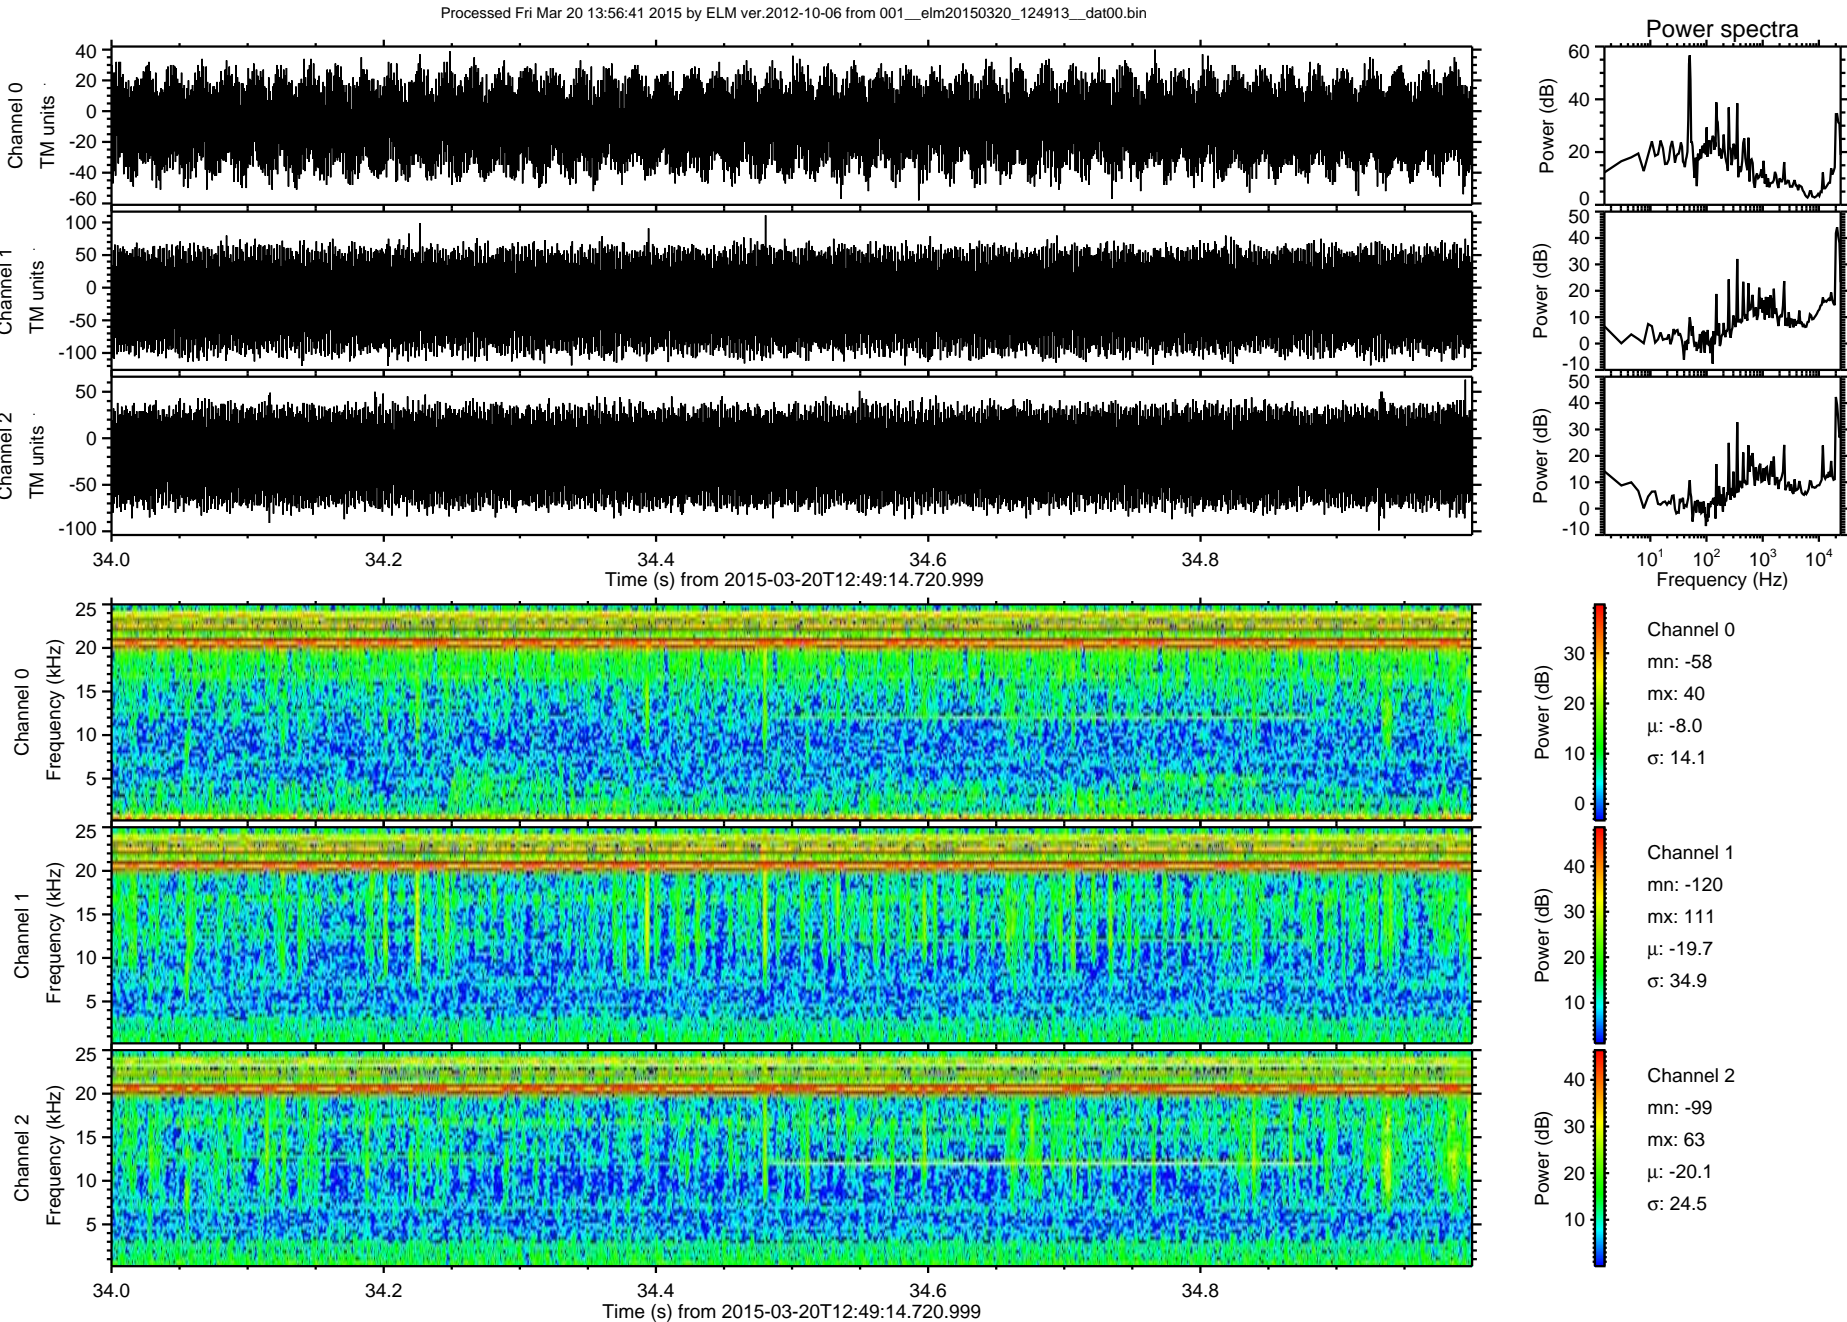 Processed Fri Mar 20 13:56:41 2015 by ELM ver.2012-10-06 from 001__elm20150320_124913__dat00.bin
Power spectra
Channel 0
TM units
40
20
0
-20
-40
-60
Power (dB)
60
40
20
0
Channel 1
TM units
100
50
0
-50
-100
Power (dB)
50
40
30
20
10
0
-10
Channel 2
TM units
50
0
-50
-100
Power (dB)
50
40
30
20
10
0
-10
34.0 34.2 34.4 34.6 34.8
Time (s) from 2015-03-20T12:49:14.720.999
10¹ 10² 10³ 10⁴
Frequency (Hz)
Channel 0
Frequency (kHz)
25
20
15
10
5
Power (dB)
30
20
10
0
Channel 0
mn: -58
mx: 40
μ: -8.0
σ: 14.1
Channel 1
Frequency (kHz)
25
20
15
10
5
Power (dB)
40
30
20
10
Channel 1
mn: -120
mx: 111
μ: -19.7
σ: 34.9
Channel 2
Frequency (kHz)
25
20
15
10
5
Power (dB)
40
30
20
10
Channel 2
mn: -99
mx: 63
μ: -20.1
σ: 24.5
34.0 34.2 34.4 34.6 34.8
Time (s) from 2015-03-20T12:49:14.720.999